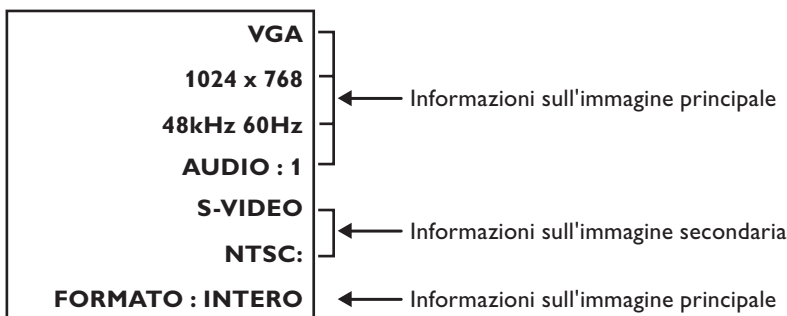 VGA
1024 x 768
48kHz 60Hz
AUDIO : 1
Informazioni sull'immagine principale
S-VIDEO
NTSC:
Informazioni sull'immagine secondaria
FORMATO : INTERO
Informazioni sull'immagine principale